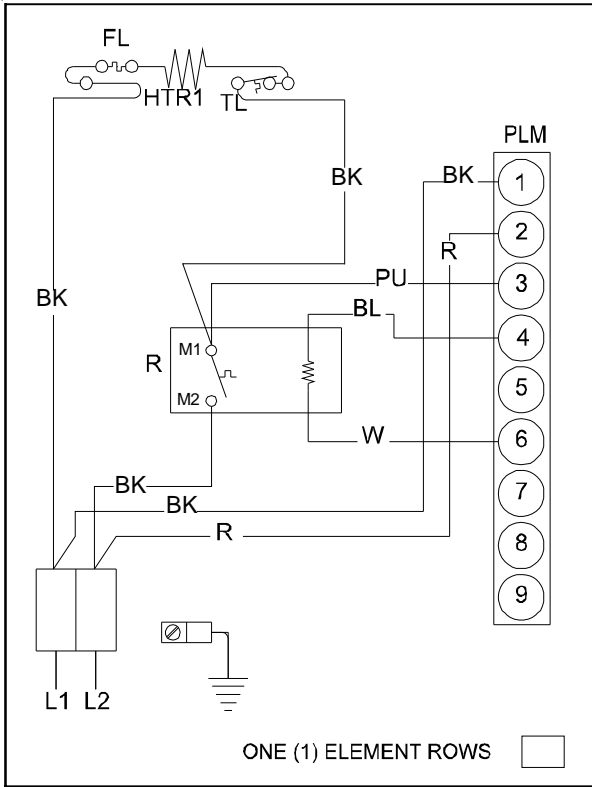 FL
HTR1
TL
PLM
BK
1
BK
2
R
PU
3
BK
BL
4
M1
R
5
M2
W
6
BK
7
BK
R
8
9
L1 L2
ONE (1) ELEMENT ROWS